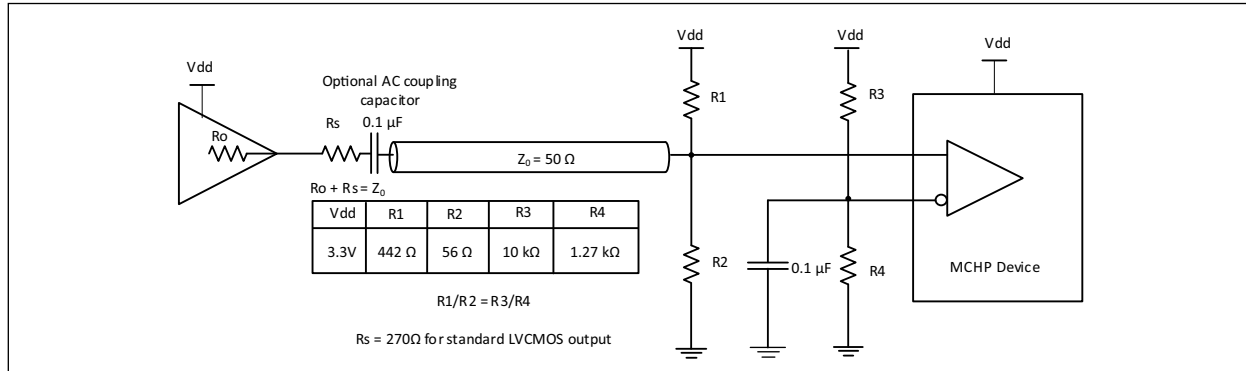 Vdd
Ro
Optional AC coupling
capacitor
0.1 µF
Rs
Z₀ = 50 Ω
Ro + Rs = Z₀
Vdd R1 R2 R3 R4
3.3V 442 Ω 56 Ω 10 kΩ 1.27 kΩ
R1/R2 = R3/R4
Rs = 270Ω for standard LVCMOS output
Vdd
R1
R2
Vdd
R3
0.1 µF
R4
Vdd
MCHP Device